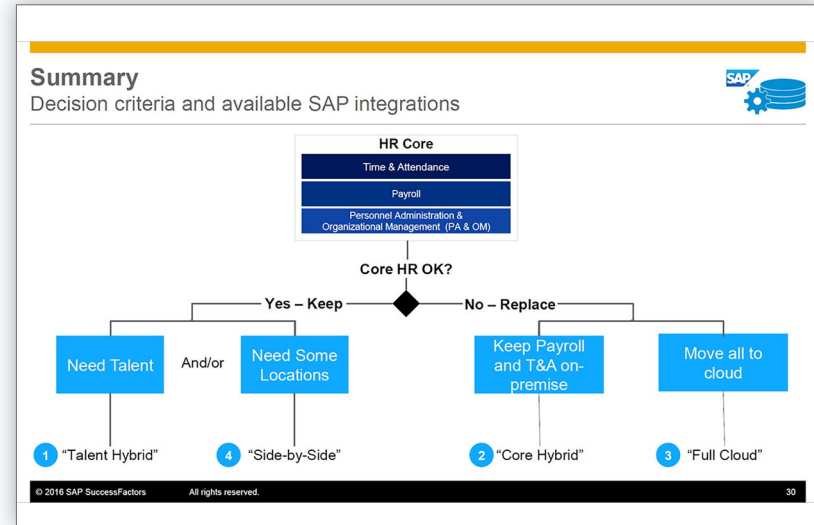 Summary
Decision criteria and available SAP integrations
SAP
HR Core
Time & Attendance
Payroll
Personnel Administration &
Organizational Management (PA & OM)
Core HR OK?
Yes – Keep
No – Replace
Need Talent
And/or
Need Some
Locations
Keep Payroll
and T&A on-
premise
Move all to
cloud
1 "Talent Hybrid"
4 "Side-by-Side"
2 "Core Hybrid"
3 "Full Cloud"
© 2016 SAP SuccessFactors All rights reserved. 30